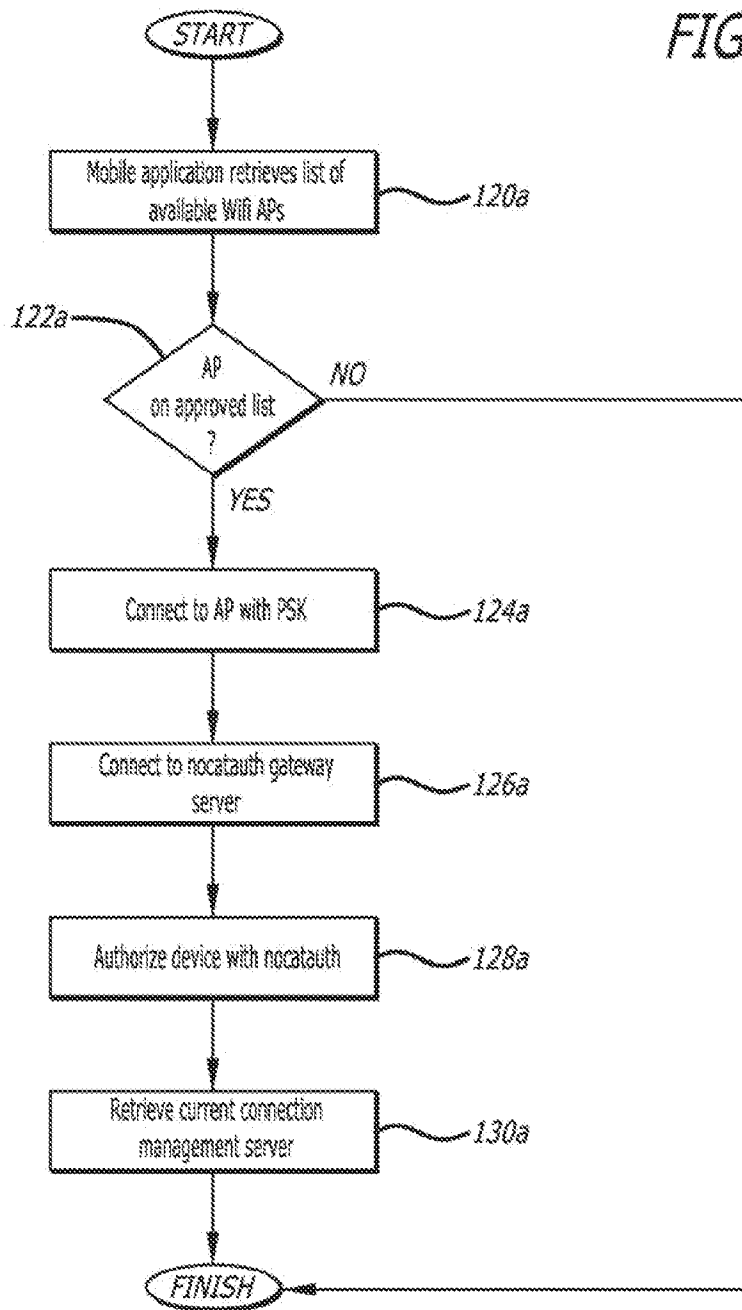 START
FIG
Mobile application retrieves list of
available Wifi APs
120a
122a
AP
on approved list
?
NO
YES
Connect to AP with PSK
124a
Connect to nocatauth gateway
server
126a
Authorize device with nocatauth
128a
Retrieve current connection
management server
130a
FINISH